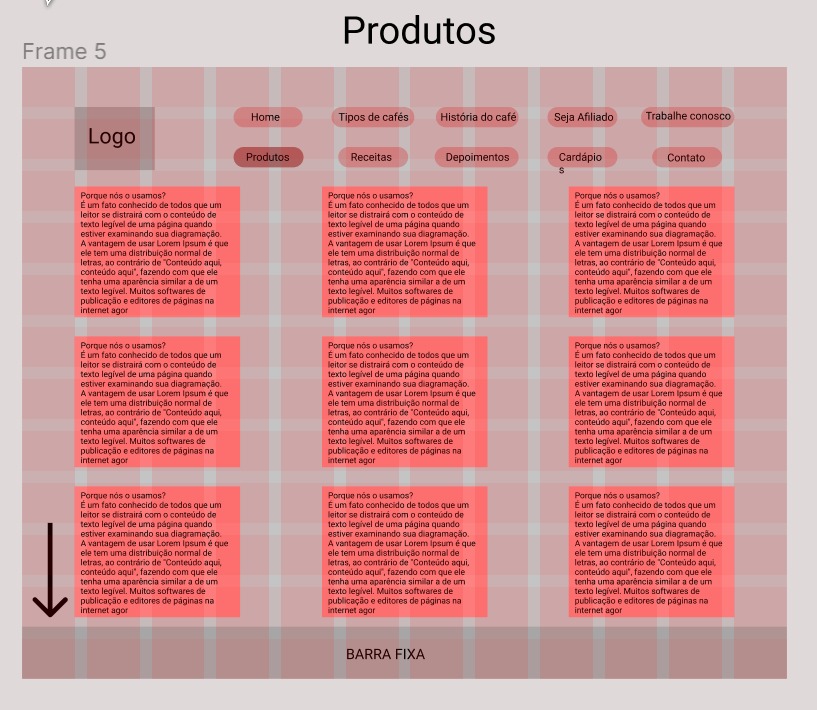 Produtos
Frame 5
Logo
Home
Tipos de cafés
História do café
Seja Afiliado
Trabalhe conosco
Produtos
Receitas
Depoimentos
Cardápio
s
Contato
Porque nós o usamos?
É um fato conhecido de todos que um
leitor se distrairá com o conteúdo de
texto legível de uma página quando
estiver examinando sua diagramação.
A vantagem de usar Lorem Ipsum é que
ele tem uma distribuição normal de
letras, ao contrário de "Conteúdo aqui,
conteúdo aqui", fazendo com que ele
tenha uma aparência similar a de um
texto legível. Muitos softwares de
publicação e editores de páginas na
internet agor
Porque nós o usamos?
É um fato conhecido de todos que um
leitor se distrairá com o conteúdo de
texto legível de uma página quando
estiver examinando sua diagramação.
A vantagem de usar Lorem Ipsum é que
ele tem uma distribuição normal de
letras, ao contrário de "Conteúdo aqui,
conteúdo aqui", fazendo com que ele
tenha uma aparência similar a de um
texto legível. Muitos softwares de
publicação e editores de páginas na
internet agor
Porque nós o usamos?
É um fato conhecido de todos que um
leitor se distrairá com o conteúdo de
texto legível de uma página quando
estiver examinando sua diagramação.
A vantagem de usar Lorem Ipsum é que
ele tem uma distribuição normal de
letras, ao contrário de "Conteúdo aqui,
conteúdo aqui", fazendo com que ele
tenha uma aparência similar a de um
texto legível. Muitos softwares de
publicação e editores de páginas na
internet agor
Porque nós o usamos?
É um fato conhecido de todos que um
leitor se distrairá com o conteúdo de
texto legível de uma página quando
estiver examinando sua diagramação.
A vantagem de usar Lorem Ipsum é que
ele tem uma distribuição normal de
letras, ao contrário de "Conteúdo aqui,
conteúdo aqui", fazendo com que ele
tenha uma aparência similar a de um
texto legível. Muitos softwares de
publicação e editores de páginas na
internet agor
Porque nós o usamos?
É um fato conhecido de todos que um
leitor se distrairá com o conteúdo de
texto legível de uma página quando
estiver examinando sua diagramação.
A vantagem de usar Lorem Ipsum é que
ele tem uma distribuição normal de
letras, ao contrário de "Conteúdo aqui,
conteúdo aqui", fazendo com que ele
tenha uma aparência similar a de um
texto legível. Muitos softwares de
publicação e editores de páginas na
internet agor
Porque nós o usamos?
É um fato conhecido de todos que um
leitor se distrairá com o conteúdo de
texto legível de uma página quando
estiver examinando sua diagramação.
A vantagem de usar Lorem Ipsum é que
ele tem uma distribuição normal de
letras, ao contrário de "Conteúdo aqui,
conteúdo aqui", fazendo com que ele
tenha uma aparência similar a de um
texto legível. Muitos softwares de
publicação e editores de páginas na
internet agor
Porque nós o usamos?
É um fato conhecido de todos que um
leitor se distrairá com o conteúdo de
texto legível de uma página quando
estiver examinando sua diagramação.
A vantagem de usar Lorem Ipsum é que
ele tem uma distribuição normal de
letras, ao contrário de "Conteúdo aqui,
conteúdo aqui", fazendo com que ele
tenha uma aparência similar a de um
texto legível. Muitos softwares de
publicação e editores de páginas na
internet agor
Porque nós o usamos?
É um fato conhecido de todos que um
leitor se distrairá com o conteúdo de
texto legível de uma página quando
estiver examinando sua diagramação.
A vantagem de usar Lorem Ipsum é que
ele tem uma distribuição normal de
letras, ao contrário de "Conteúdo aqui,
conteúdo aqui", fazendo com que ele
tenha uma aparência similar a de um
texto legível. Muitos softwares de
publicação e editores de páginas na
internet agor
Porque nós o usamos?
É um fato conhecido de todos que um
leitor se distrairá com o conteúdo de
texto legível de uma página quando
estiver examinando sua diagramação.
A vantagem de usar Lorem Ipsum é que
ele tem uma distribuição normal de
letras, ao contrário de "Conteúdo aqui,
conteúdo aqui", fazendo com que ele
tenha uma aparência similar a de um
texto legível. Muitos softwares de
publicação e editores de páginas na
internet agor
BARRA FIXA